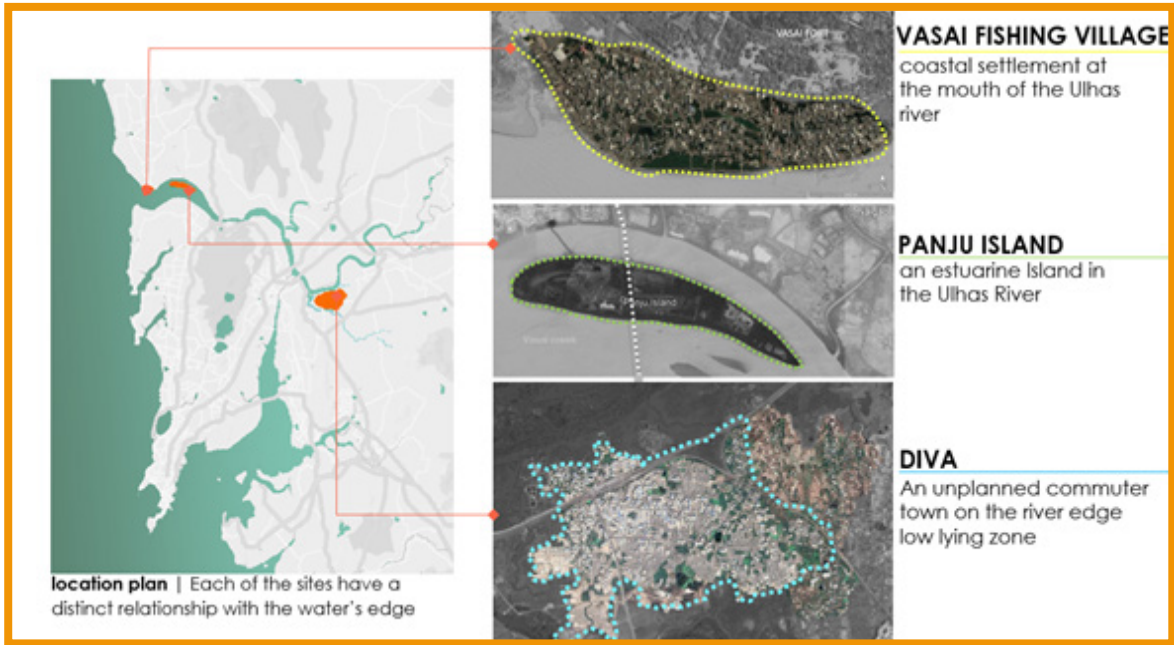 VASAI FORT
VASAI FISHING VILLAGE
coastal settlement at
the mouth of the Ulhas
river
Panju Island
PANJU ISLAND
an estuarine Island in
the Ulhas River
DIVA
An unplanned commuter
town on the river edge
low lying zone
location plan | Each of the sites have a
distinct relationship with the water's edge